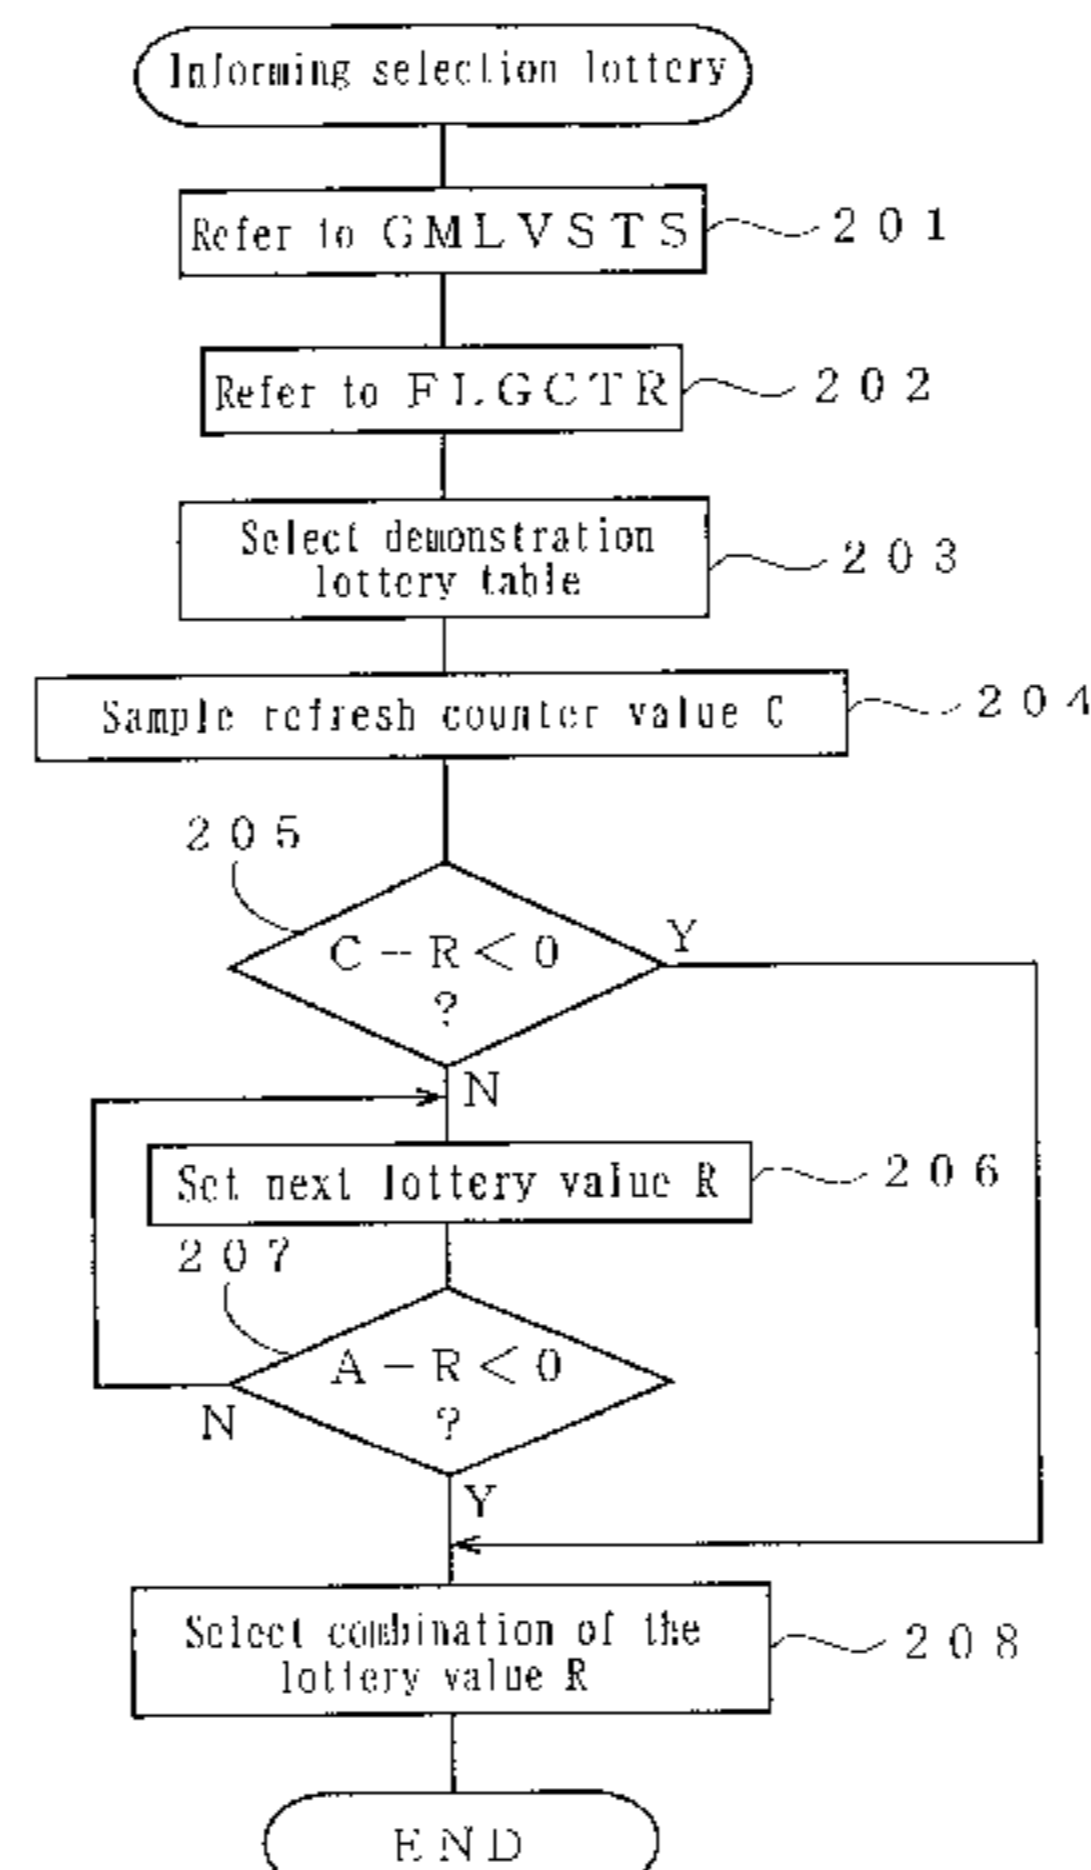 Informing selection lottery
Refer to GMLVSTS
201
Refer to FLGCTR
202
Select demonstration
lottery table
203
Sample refresh counter value C
204
205
C-R<0
?
Y
N
Set next lottery value R
206
207
A-R<0
?
N
Y
Select combination of the
lottery value R
208
END